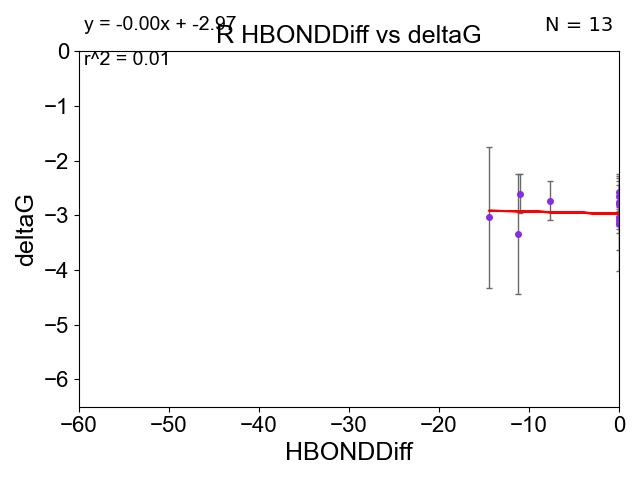 y = -0.00x + -2.97
R HBONDDiff vs deltaG
N = 13
r^2 = 0.01
deltaG
0
−1
−2
−3
−4
−5
−6
−60
−50
−40
−30
−20
−10
0
HBONDDiff